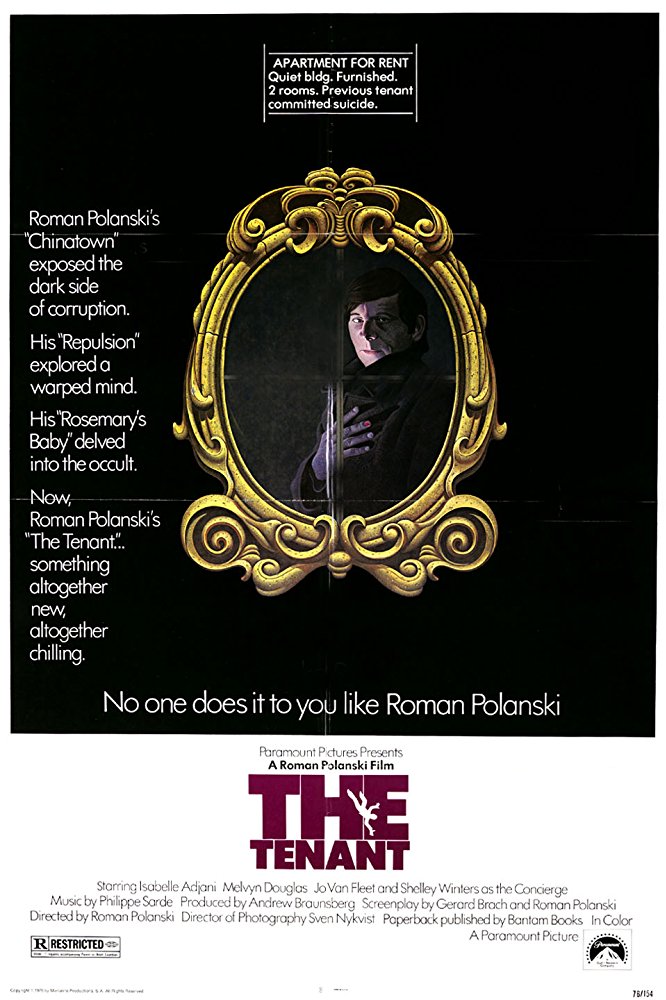 APARTMENT FOR RENT
Quiet bldg. Furnished.
2 rooms. Previous tenant
committed suicide.
Roman Polanski's
"Chinatown"
exposed the
dark side
of corruption.
His "Repulsion"
explored a
warped mind.
His "Rosemary's
Baby" delved
into the occult.
Now,
Roman Polanski's
"The Tenant"...
something
altogether
new,
altogether
chilling.
No one does it to you like Roman Polanski
Paramount Pictures Presents
A Roman Polanski Film
THE
TENANT
Starring Isabelle Adjani Melvyn Douglas Jo Van Fleet and Shelley Winters as the Concierge
Music by Philippe Sarde Produced by Andrew Braunsberg Screenplay by Gerard Brach and Roman Polanski
Directed by Roman Polanski Director of Photography Sven Nykvist Paperback published by Bantam Books In Color
R RESTRICTED
A Paramount Picture
Paramount
76/154